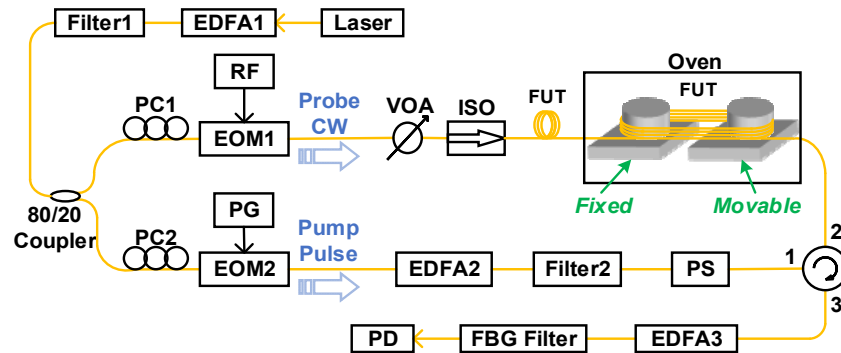 Filter1
EDFA1
Laser
Oven
RF
Probe
CW
VOA
ISO
FUT
FUT
PC1
EOM1
Fixed
Movable
80/20
Coupler
PC2
PG
Pump
Pulse
EOM2
EDFA2
Filter2
PS
1
2
3
PD
FBG Filter
EDFA3